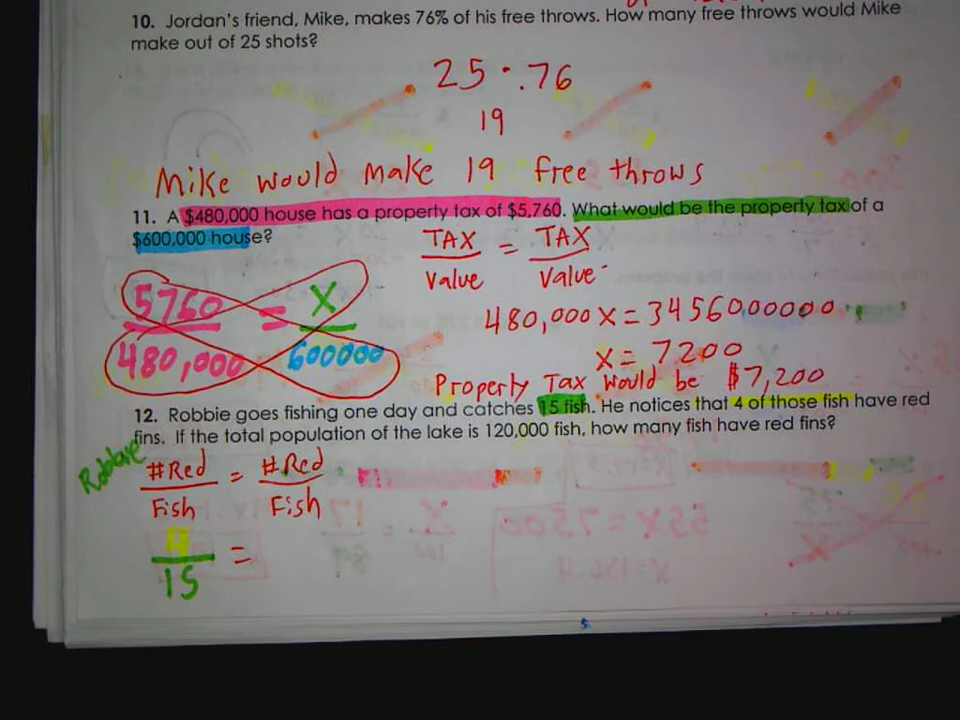 10. Jordan's friend, Mike, makes 76% of his free throws. How many free throws would Mike
make out of 25 shots?
25 · .76
19
Mike would make 19 free throws
11. A $480,000 house has a property tax of $5,760. What would be the property tax of a
$600,000 house?
TAX = TAX
Value Value
5760 = X
480,000 600000
480,000x = 3456000000
x = 7200
Property Tax would be $7,200
12. Robbie goes fishing one day and catches 15 fish. He notices that 4 of those fish have red
fins. If the total population of the lake is 120,000 fish, how many fish have red fins?
#Red = #Red
Fish Fish
4 =
15